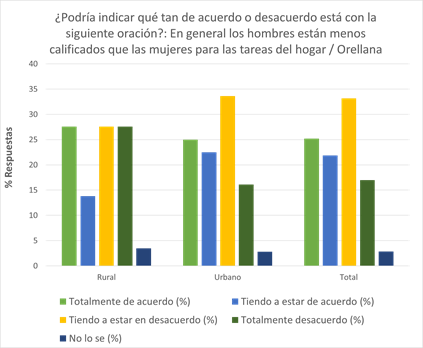 ¿Podría indicar qué tan de acuerdo o desacuerdo está con la
siguiente oración?: En general los hombres están menos
calificados que las mujeres para las tareas del hogar / Orellana
% Respuestas
40
35
30
25
20
15
10
5
0
Rural
Urbano
Total
Totalmente de acuerdo (%)
Tiendo a estar de acuerdo (%)
Tiendo a estar en desacuerdo (%)
Totalmente desacuerdo (%)
No lo se (%)